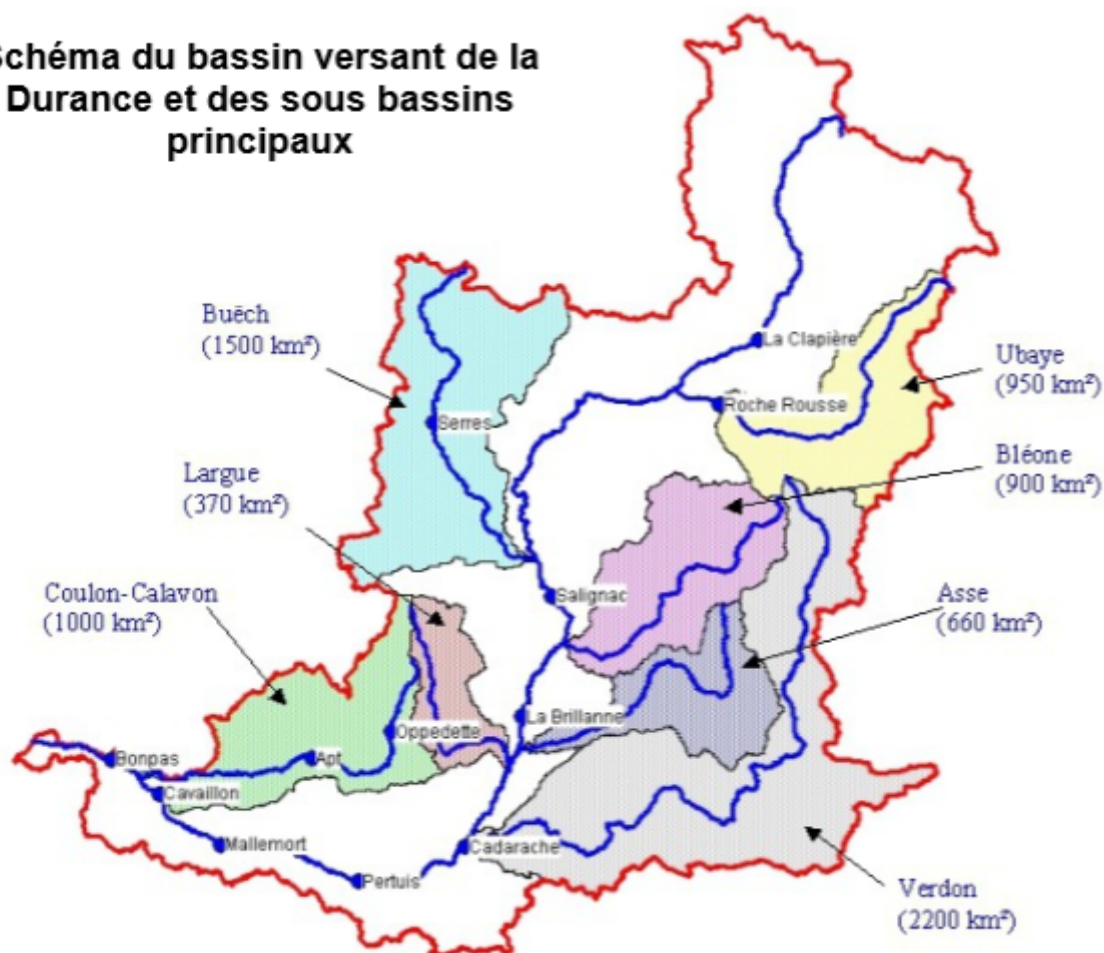 Schéma du bassin versant de la
Durance et des sous bassins
principaux
Buëch
(1500 km²)
La Clapière
Ubaye
(950 km²)
Roche Rousse
Serres
Bléone
(900 km²)
Largue
(370 km²)
Salignac
Coulon-Calavon
(1000 km²)
Asse
(660 km²)
La Brillanne
Oppedette
Bonpas
Apt
Cavaillon
Mallemort
Cadarache
Pertuis
Verdon
(2200 km²)